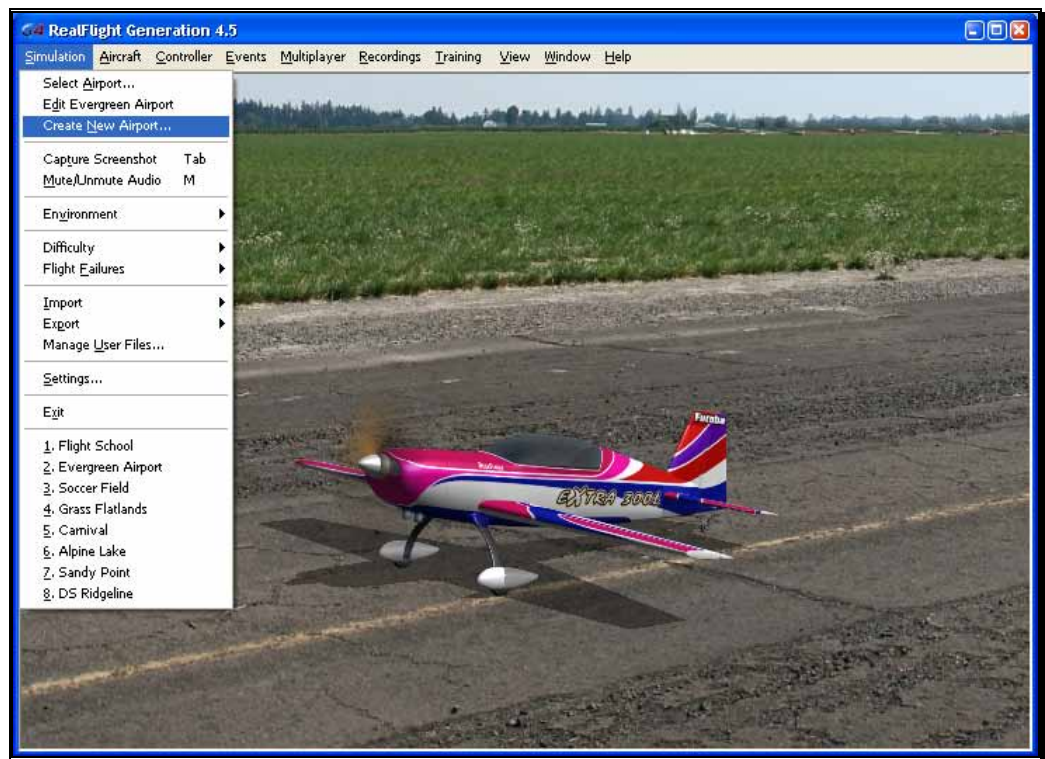 G4 RealFlight Generation 4.5
Simulation Aircraft Controller Events Multiplayer Recordings Training View Window Help
Select Airport...
Edit Evergreen Airport
Create New Airport...
Capture Screenshot Tab
Mute/Unmute Audio M
Environment
Difficulty
Flight Failures
Import
Export
Manage User Files...
Settings...
Exit
1. Flight School
2. Evergreen Airport
3. Soccer Field
4. Grass Flatlands
5. Carnival
6. Alpine Lake
7. Sandy Point
8. DS Ridgeline
Futaba
EXTRA 300L